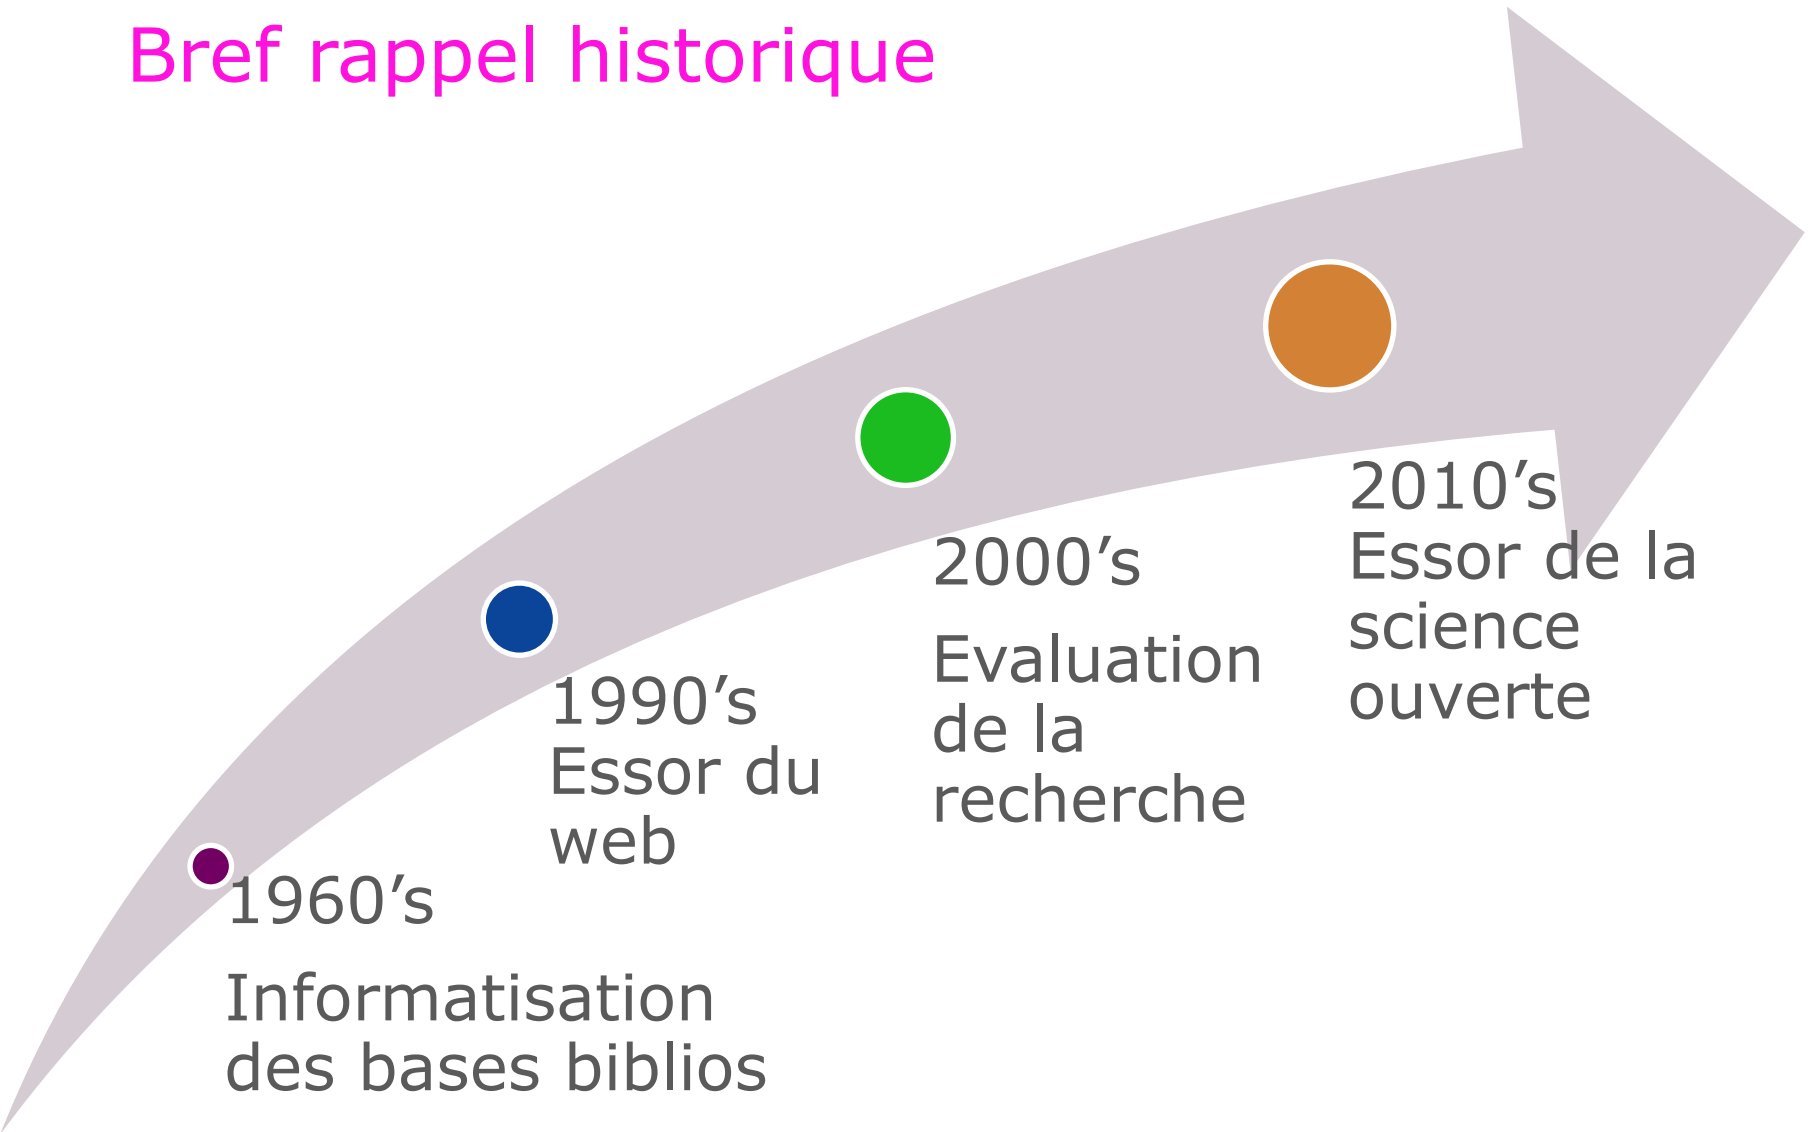 Bref rappel historique
1960’s
Informatisation
des bases biblios
1990’s
Essor du
web
2000’s
Evaluation
de la
recherche
2010’s
Essor de la
science
ouverte